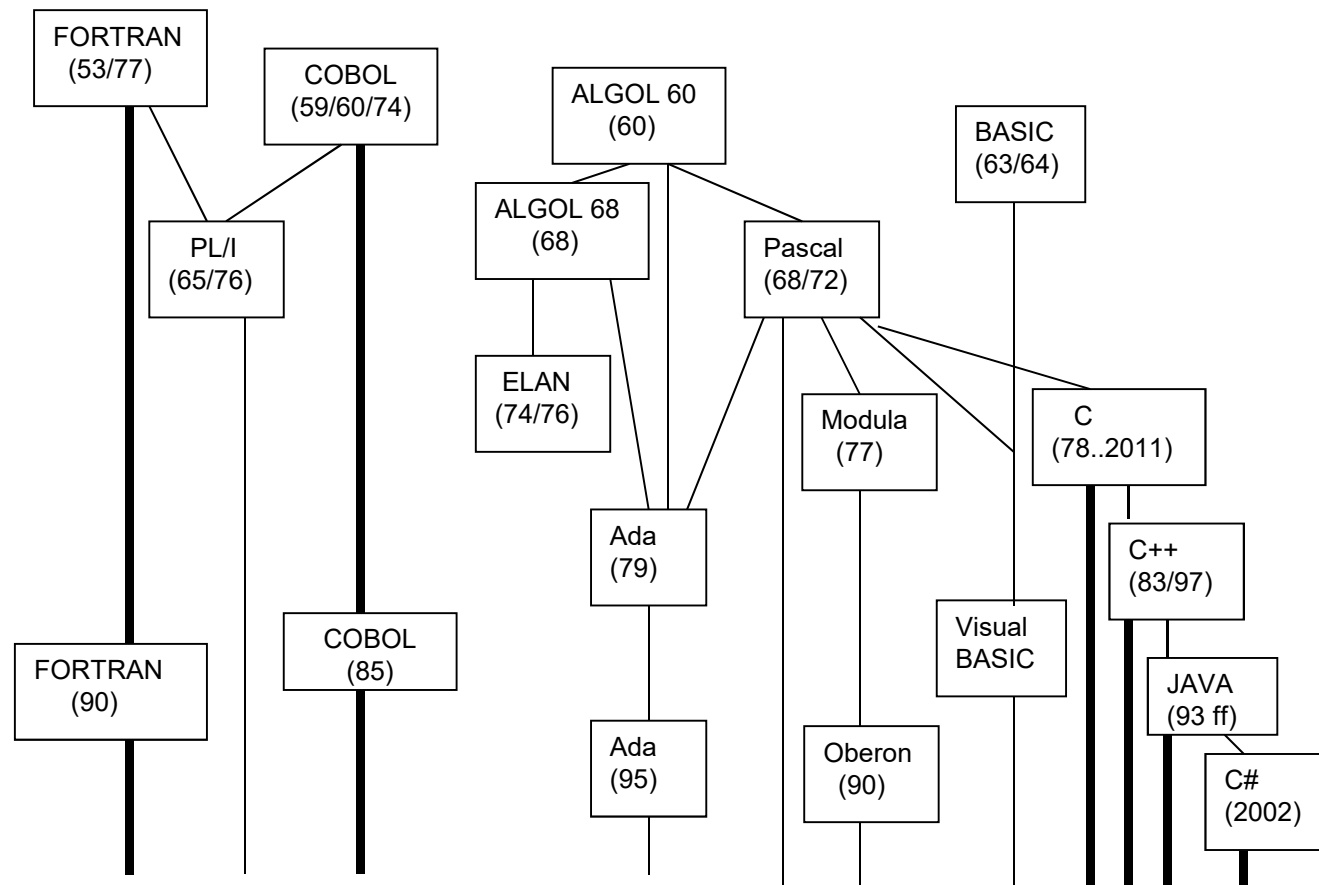 FORTRAN
(53/77)
COBOL
(59/60/74)
ALGOL 60
(60)
BASIC
(63/64)
ALGOL 68
(68)
PL/I
(65/76)
Pascal
(68/72)
ELAN
(74/76)
Modula
(77)
C
(78..2011)
Ada
(79)
C++
(83/97)
Visual
BASIC
COBOL
(85)
FORTRAN
(90)
JAVA
(93 ff)
Ada
(95)
Oberon
(90)
C#
(2002)